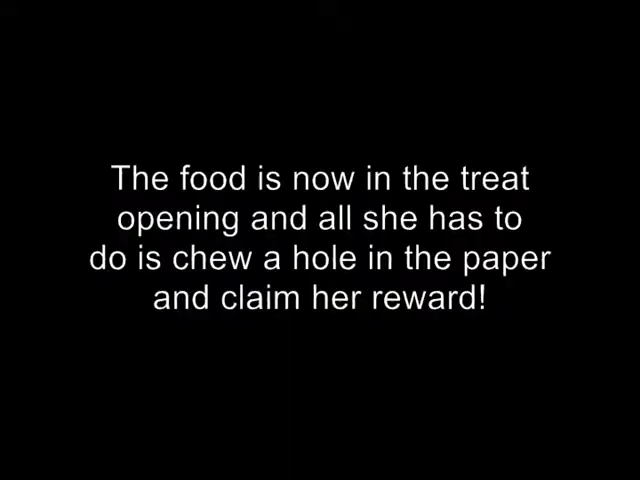 The food is now in the treat
opening and all she has to
do is chew a hole in the paper
and claim her reward!